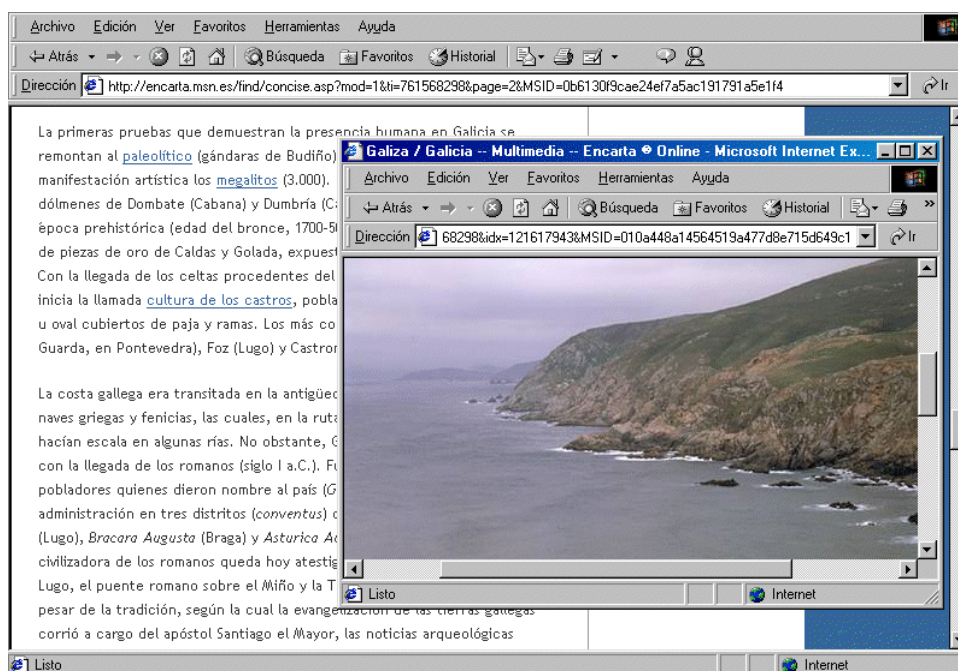 Archivo Edición Ver Favoritos Herramientas Ayuda
Atrás Búsqueda Favoritos Historial
Dirección http://encarta.msn.es/find/concise.asp?mod=1&ti=761568298&page=2&MSID=0b6130f9cae24ef7a5ac191791a5e1f4 Ir
La primeras pruebas que demuestran la presencia humana en Galicia se
remontan al paleolítico (gándaras de Budiño)
manifestación artística los megalitos (3.000).
dólmenes de Dombate (Cabana) y Dumbría
época prehistórica (edad del bronce,
de piezas de oro de Caldas y Golada,
Con la llegada de los celtas procedentes del
inicia la llamada cultura de los castros,
u oval cubiertos de paja y ramas. Los más
Guarda, en Pontevedra), Foz (Lugo) y
La costa gallega era transitada en la
naves griegas y fenicias, las cuales, en la
hacían escala en algunas rías. No obstante,
con la llegada de los romanos (siglo I a.C.).
pobladores quienes dieron nombre al país
administración en tres distritos (conventus)
(Lugo), Bracara Augusta (Braga) y Asturica
civilizadora de los romanos queda hoy
Lugo, el puente romano sobre el Miño y la
pesar de la tradición, según la cual la evangelización de las tierras gallegas
corrió a cargo del apóstol Santiago el Mayor, las noticias arqueológicas
Listo Internet
Galiza / Galicia -- Multimedia -- Encarta ® Online - Microsoft Internet Ex...
Archivo Edición Ver Favoritos Herramientas Ayuda
Atrás Búsqueda Favoritos Historial »
Dirección 68298&idx=121617943&MSID=010a448a14564519a477d8e715d649c1 Ir
Listo Internet